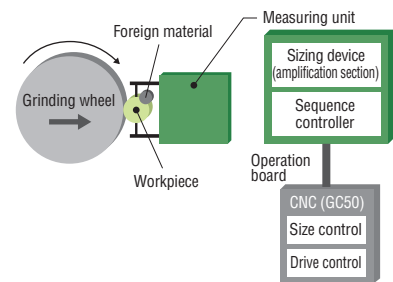 Measuring unit
Foreign material
Grinding wheel
Workpiece
Sizing device
(amplification section)
Sequence
controller
Operation
board
CNC (GC50)
Size control
Drive control